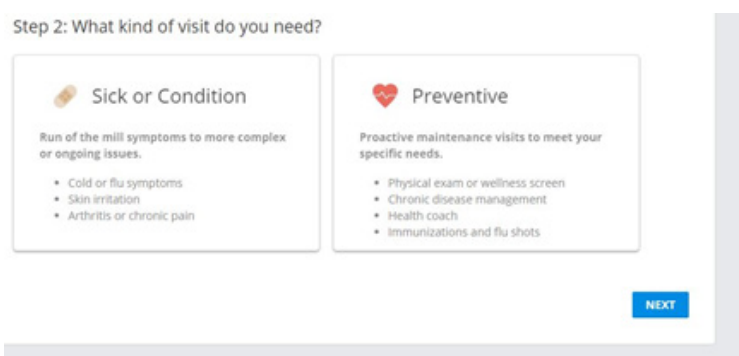 Step 2: What kind of visit do you need?
Sick or Condition
Run of the mill symptoms to more complex
or ongoing issues.
• Cold or flu symptoms
• Skin irritation
• Arthritis or chronic pain
Preventive
Proactive maintenance visits to meet your
specific needs.
• Physical exam or wellness screen
• Chronic disease management
• Health coach
• Immunizations and flu shots
NEXT